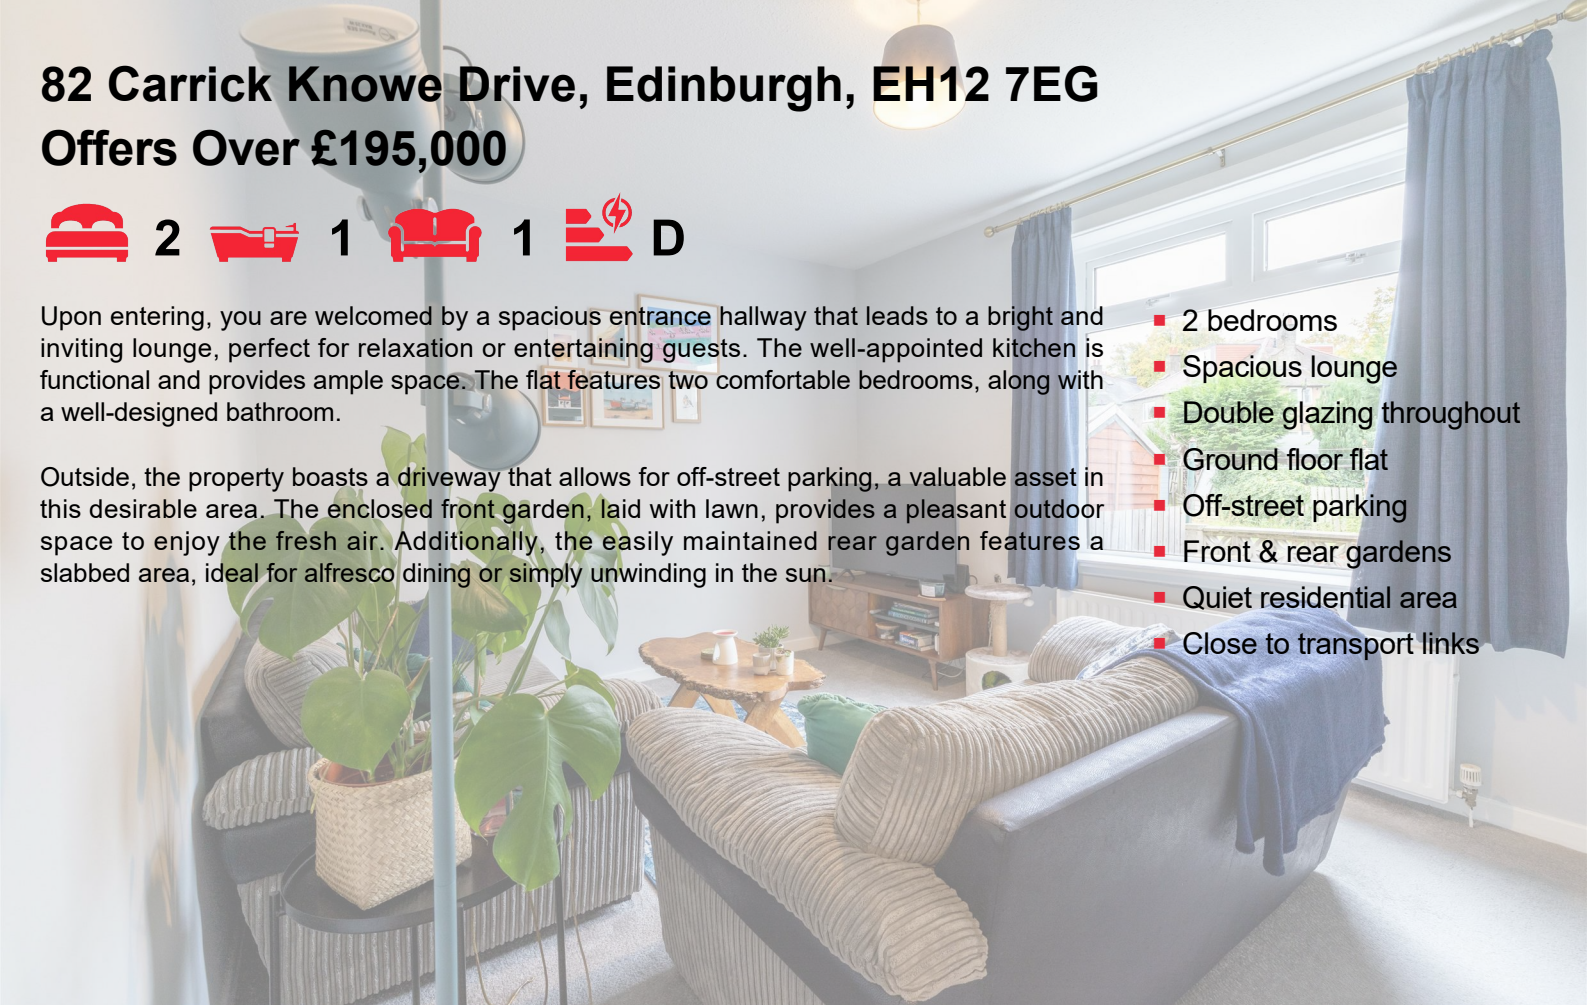 82 Carrick Knowe Drive, Edinburgh, EH12 7EG
Offers Over £195,000
2 1 1 D
Upon entering, you are welcomed by a spacious entrance hallway that leads to a bright and
inviting lounge, perfect for relaxation or entertaining guests. The well-appointed kitchen is
functional and provides ample space. The flat features two comfortable bedrooms, along with
a well-designed bathroom.
Outside, the property boasts a driveway that allows for off-street parking, a valuable asset in
this desirable area. The enclosed front garden, laid with lawn, provides a pleasant outdoor
space to enjoy the fresh air. Additionally, the easily maintained rear garden features a
slabbed area, ideal for alfresco dining or simply unwinding in the sun.
2 bedrooms
Spacious lounge
Double glazing throughout
Ground floor flat
Off-street parking
Front & rear gardens
Quiet residential area
Close to transport links